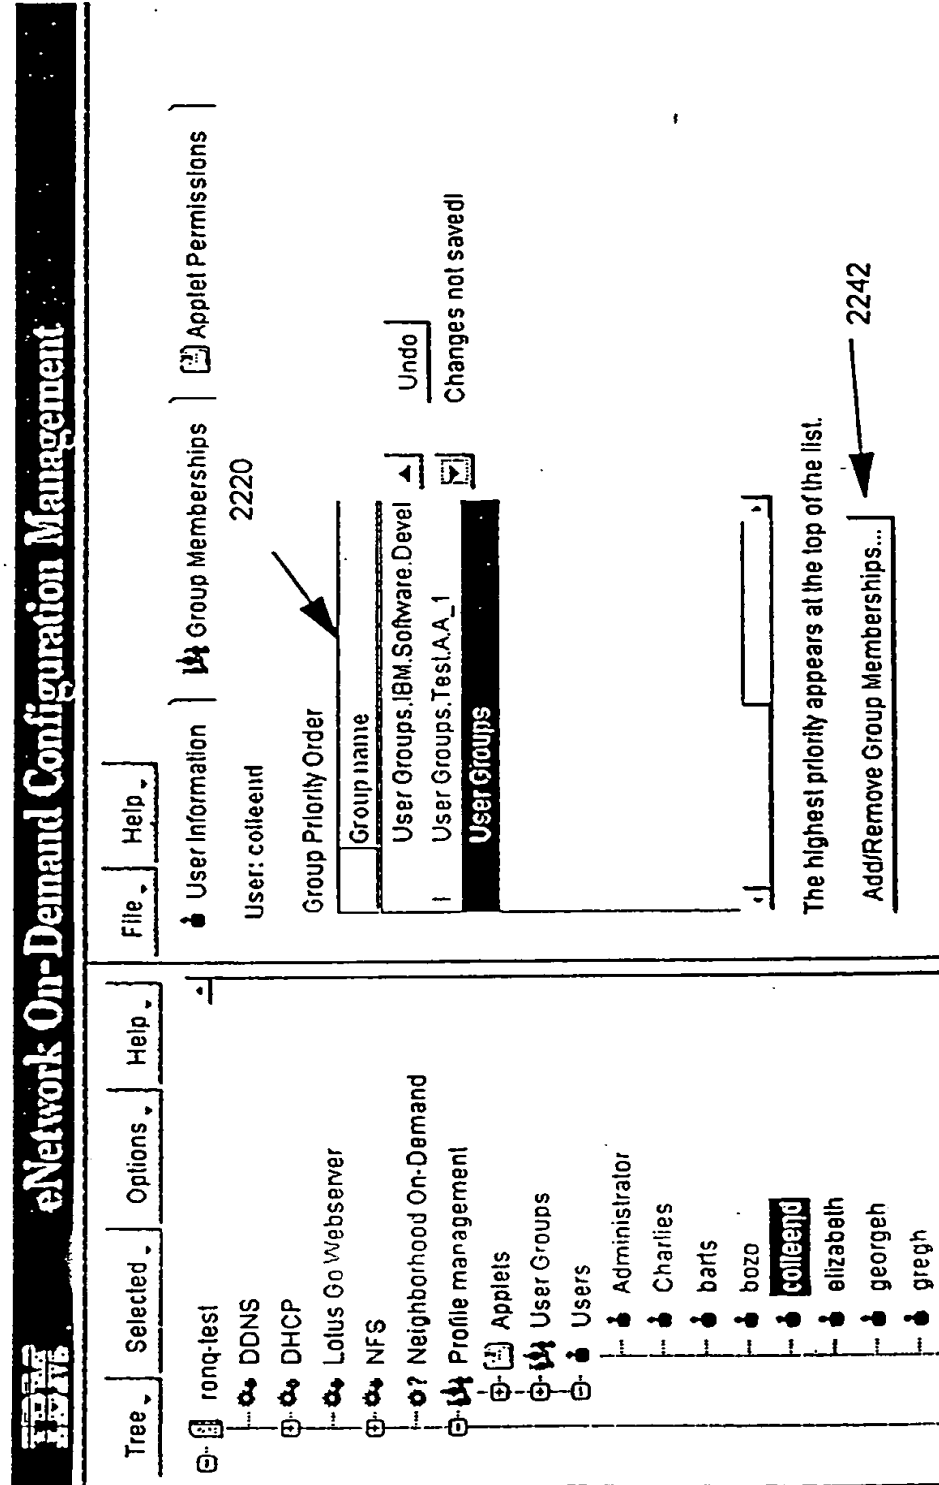 IBM
eNetwork On-Demand Configuration Management
Tree
Selected
Options
Help
ronq-test
DDNS
DHCP
Lotus Go Webserver
NFS
? Neighborhood On-Demand
Profile management
Applets
User Groups
Users
Administrator
Charlies
barts
bozo
colleend
elizabeth
georgeh
gregh
File
Help
User Information
Group Memberships
Applet Permissions
User: colleend
2220
Group Priority Order
Group name
User Groups.IBM.Software.Devel
User Groups.Test.A.A_1
User Groups
Undo
Changes not saved!
The highest priority appears at the top of the list.
Add/Remove Group Memberships...
2242